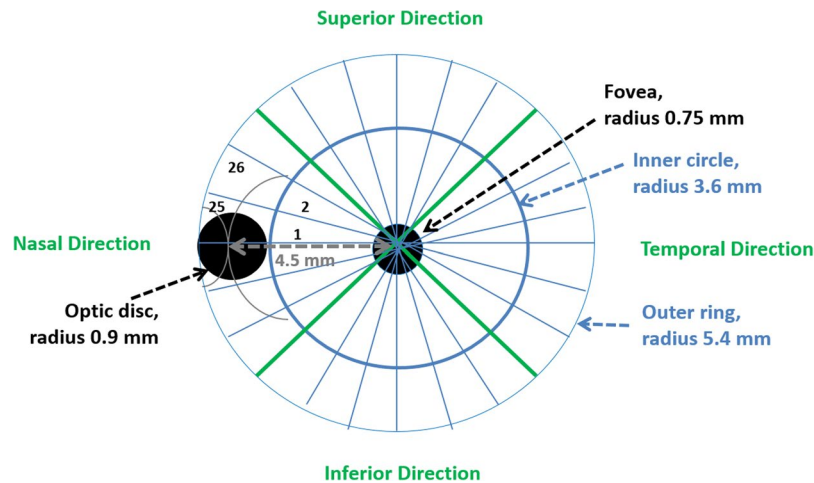 Superior Direction
Fovea,
radius 0.75 mm
Inner circle,
radius 3.6 mm
26
25
2
1
Nasal Direction
4.5 mm
Temporal Direction
Optic disc,
radius 0.9 mm
Outer ring,
radius 5.4 mm
Inferior Direction